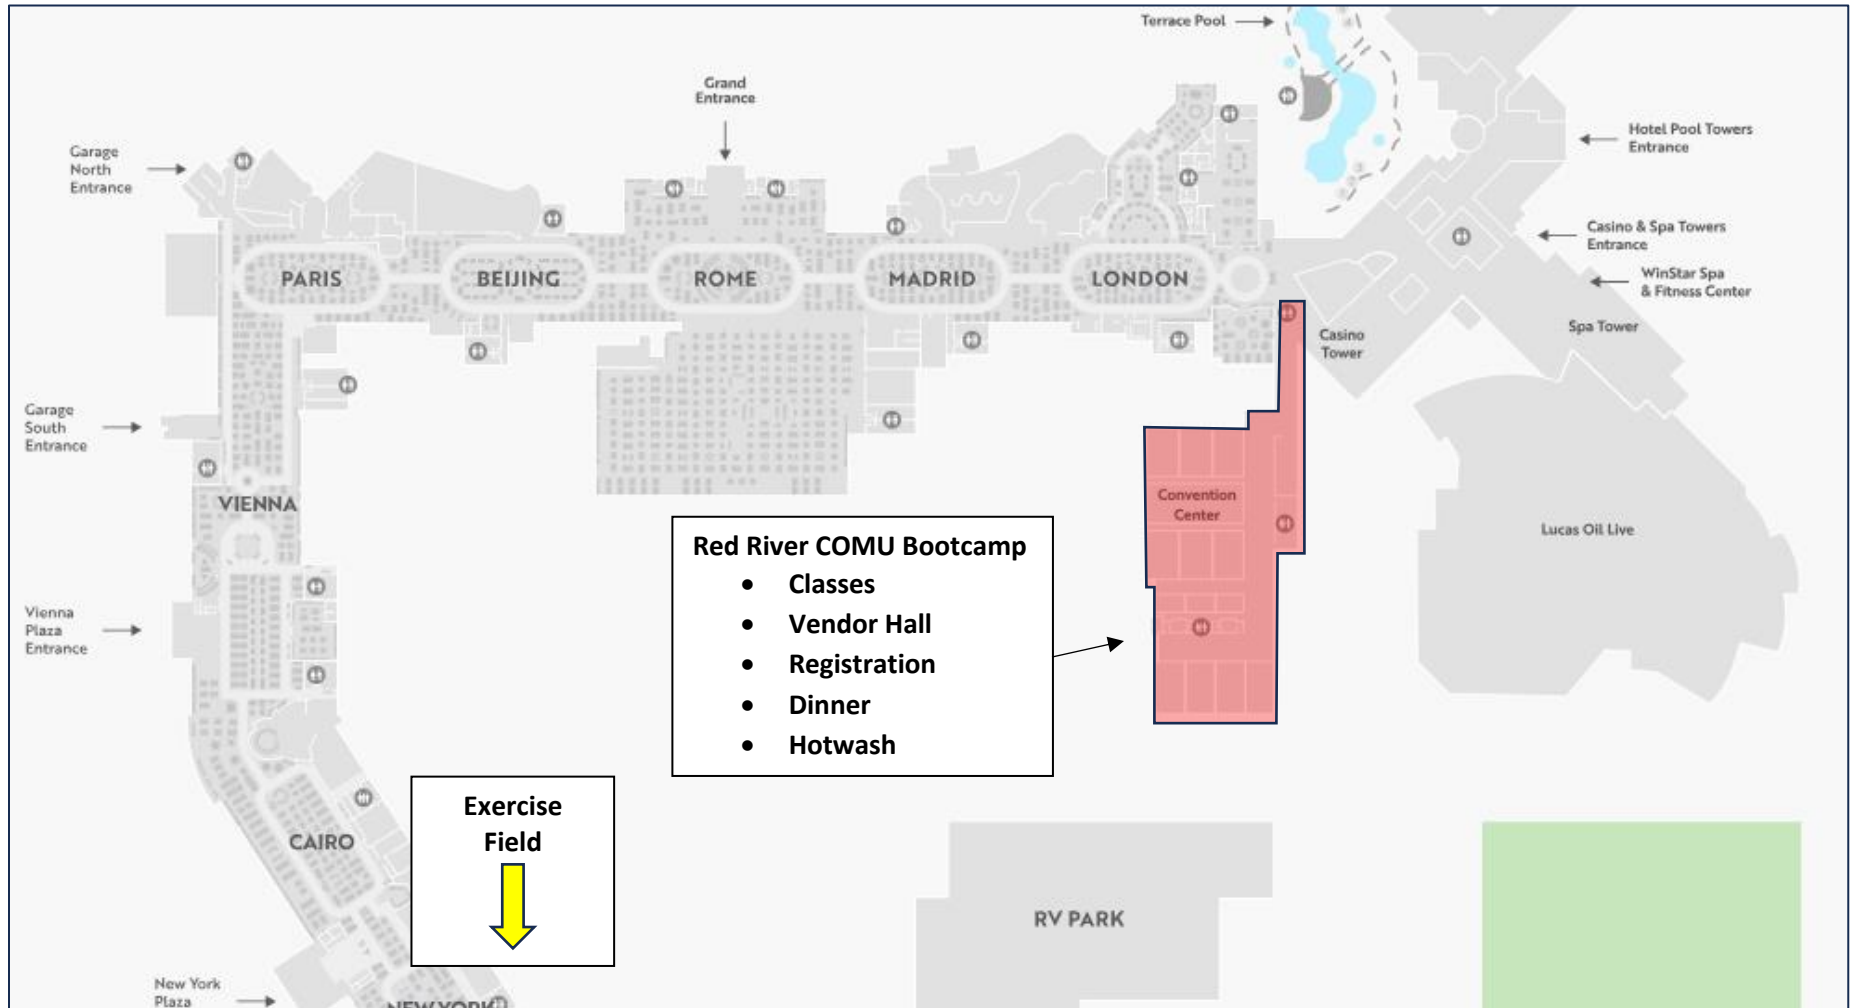 Terrace Pool
Grand
Entrance
Hotel Pool Towers
Entrance
Garage
North
Entrance
Casino & Spa Towers
Entrance
PARIS
BEIJING
ROME
MADRID
LONDON
WinStar Spa
& Fitness Center
Spa Tower
Casino
Tower
Garage
South
Entrance
VIENNA
Convention
Center
Lucas Oil Live
Red River COMU Bootcamp
• Classes
• Vendor Hall
• Registration
• Dinner
• Hotwash
Vienna
Plaza
Entrance
Exercise
Field
CAIRO
RV PARK
New York
Plaza
NEW YORK